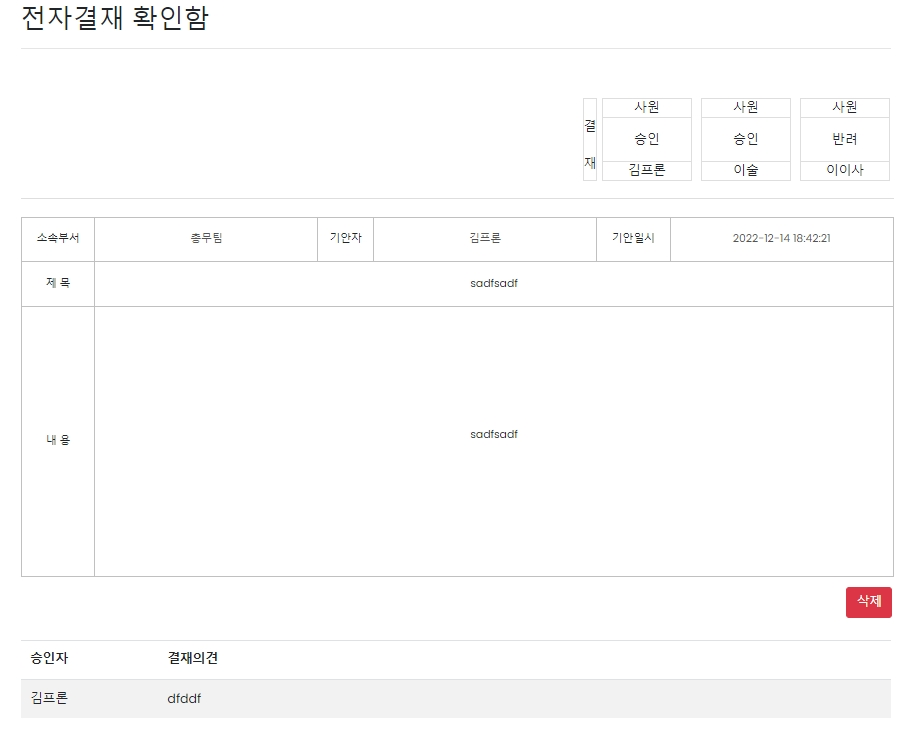 전자결재 확인함
결
재
사원 사원 사원
승인 승인 반려
김프론 이술 이이사
소속부서 총무팀 기안자 김프론 기안일시 2022-12-14 18:42:21
제 목 sadfsadf
내 용 sadfsadf
삭제
승인자 결재의견
김프론 dfddf